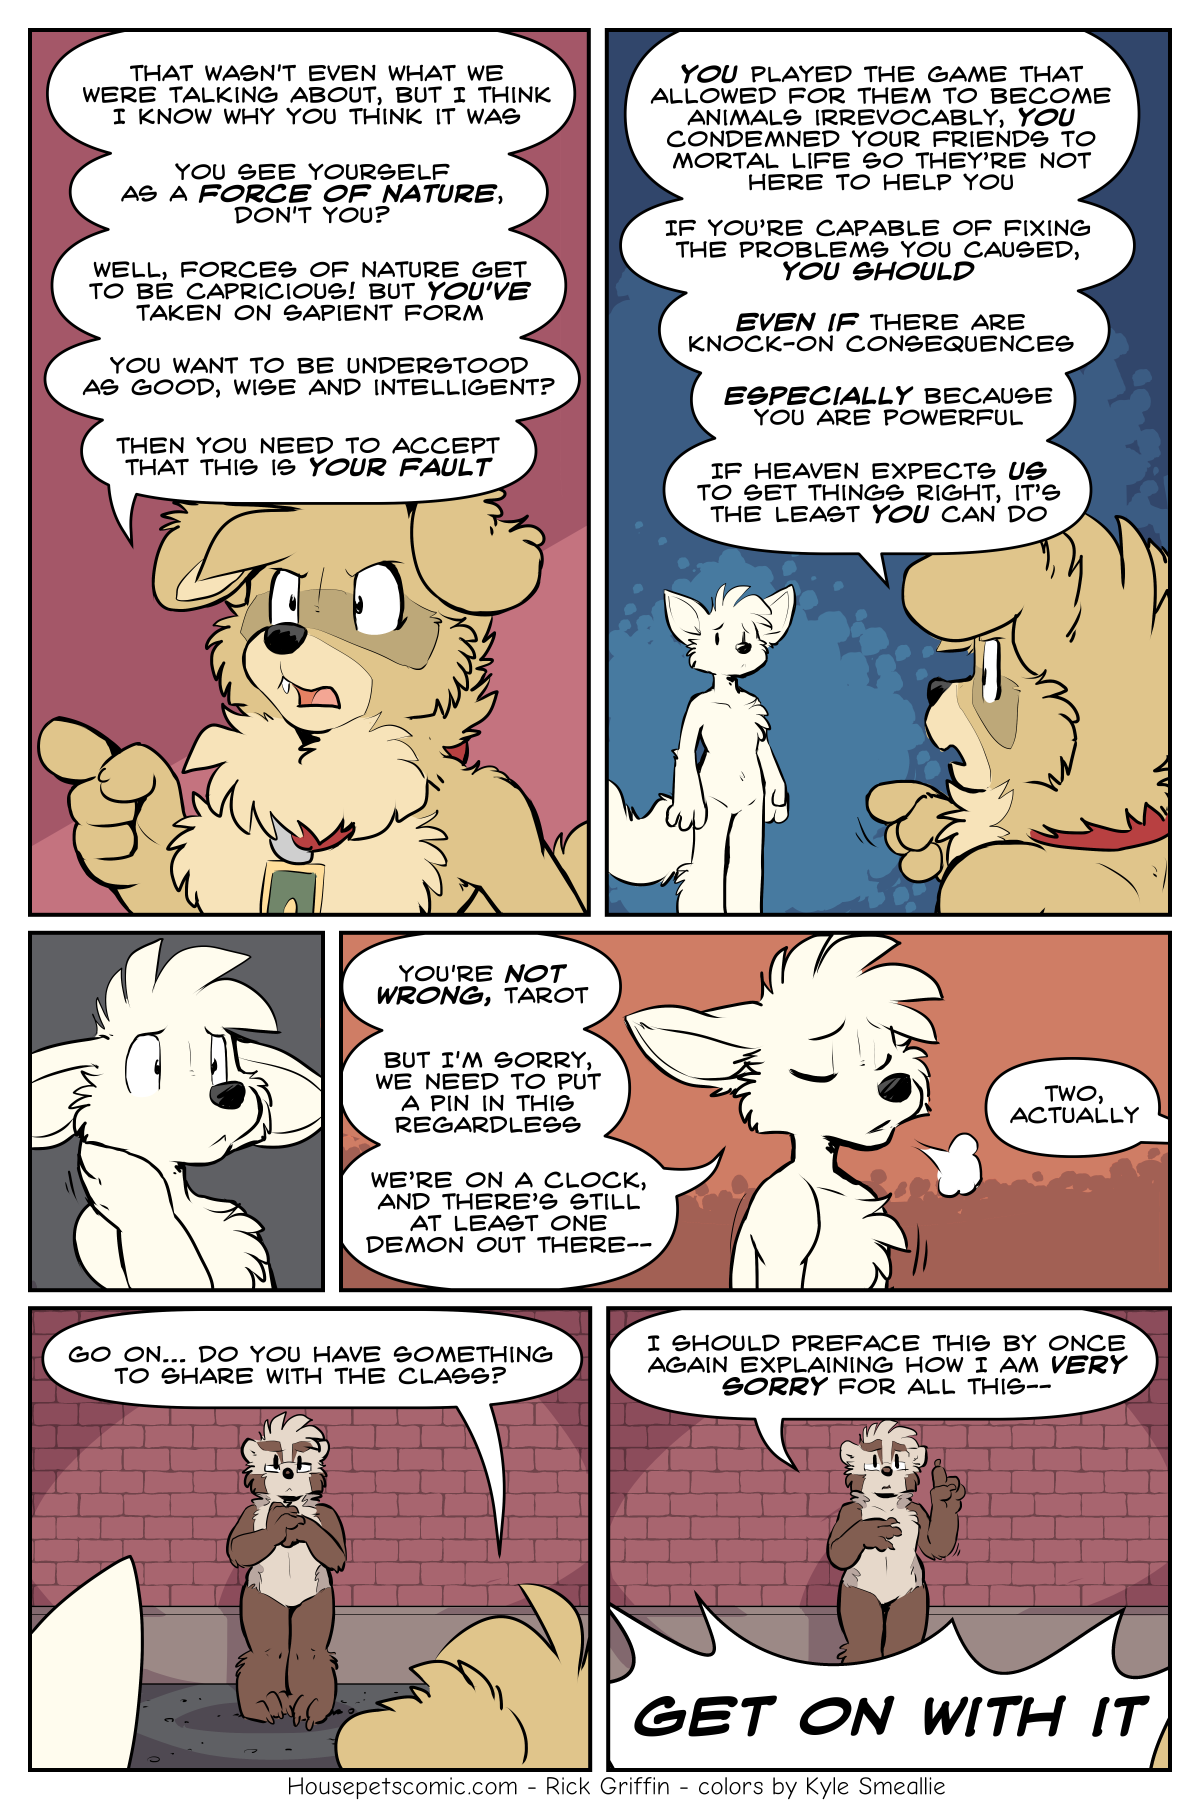 THAT WASN'T EVEN WHAT WE
WERE TALKING ABOUT, BUT I THINK
I KNOW WHY YOU THINK IT WAS
YOU SEE YOURSELF
AS A FORCE OF NATURE,
DON'T YOU?
WELL, FORCES OF NATURE GET
TO BE CAPRICIOUS! BUT YOU'VE
TAKEN ON SAPIENT FORM
YOU WANT TO BE UNDERSTOOD
AS GOOD, WISE AND INTELLIGENT?
THEN YOU NEED TO ACCEPT
THAT THIS IS YOUR FAULT
YOU PLAYED THE GAME THAT
ALLOWED FOR THEM TO BECOME
ANIMALS IRREVOCABLY, YOU
CONDEMNED YOUR FRIENDS TO
MORTAL LIFE SO THEY'RE NOT
HERE TO HELP YOU
IF YOU'RE CAPABLE OF FIXING
THE PROBLEMS YOU CAUSED,
YOU SHOULD
EVEN IF THERE ARE
KNOCK-ON CONSEQUENCES
ESPECIALLY BECAUSE
YOU ARE POWERFUL
IF HEAVEN EXPECTS US
TO SET THINGS RIGHT, IT'S
THE LEAST YOU CAN DO
YOU'RE NOT
WRONG, TAROT
BUT I'M SORRY,
WE NEED TO PUT
A PIN IN THIS
REGARDLESS
WE'RE ON A CLOCK,
AND THERE'S STILL
AT LEAST ONE
DEMON OUT THERE--
TWO,
ACTUALLY
GO ON... DO YOU HAVE SOMETHING
TO SHARE WITH THE CLASS?
I SHOULD PREFACE THIS BY ONCE
AGAIN EXPLAINING HOW I AM VERY
SORRY FOR ALL THIS--
GET ON WITH IT
Housepetscomic.com - Rick Griffin - colors by Kyle Smeallie